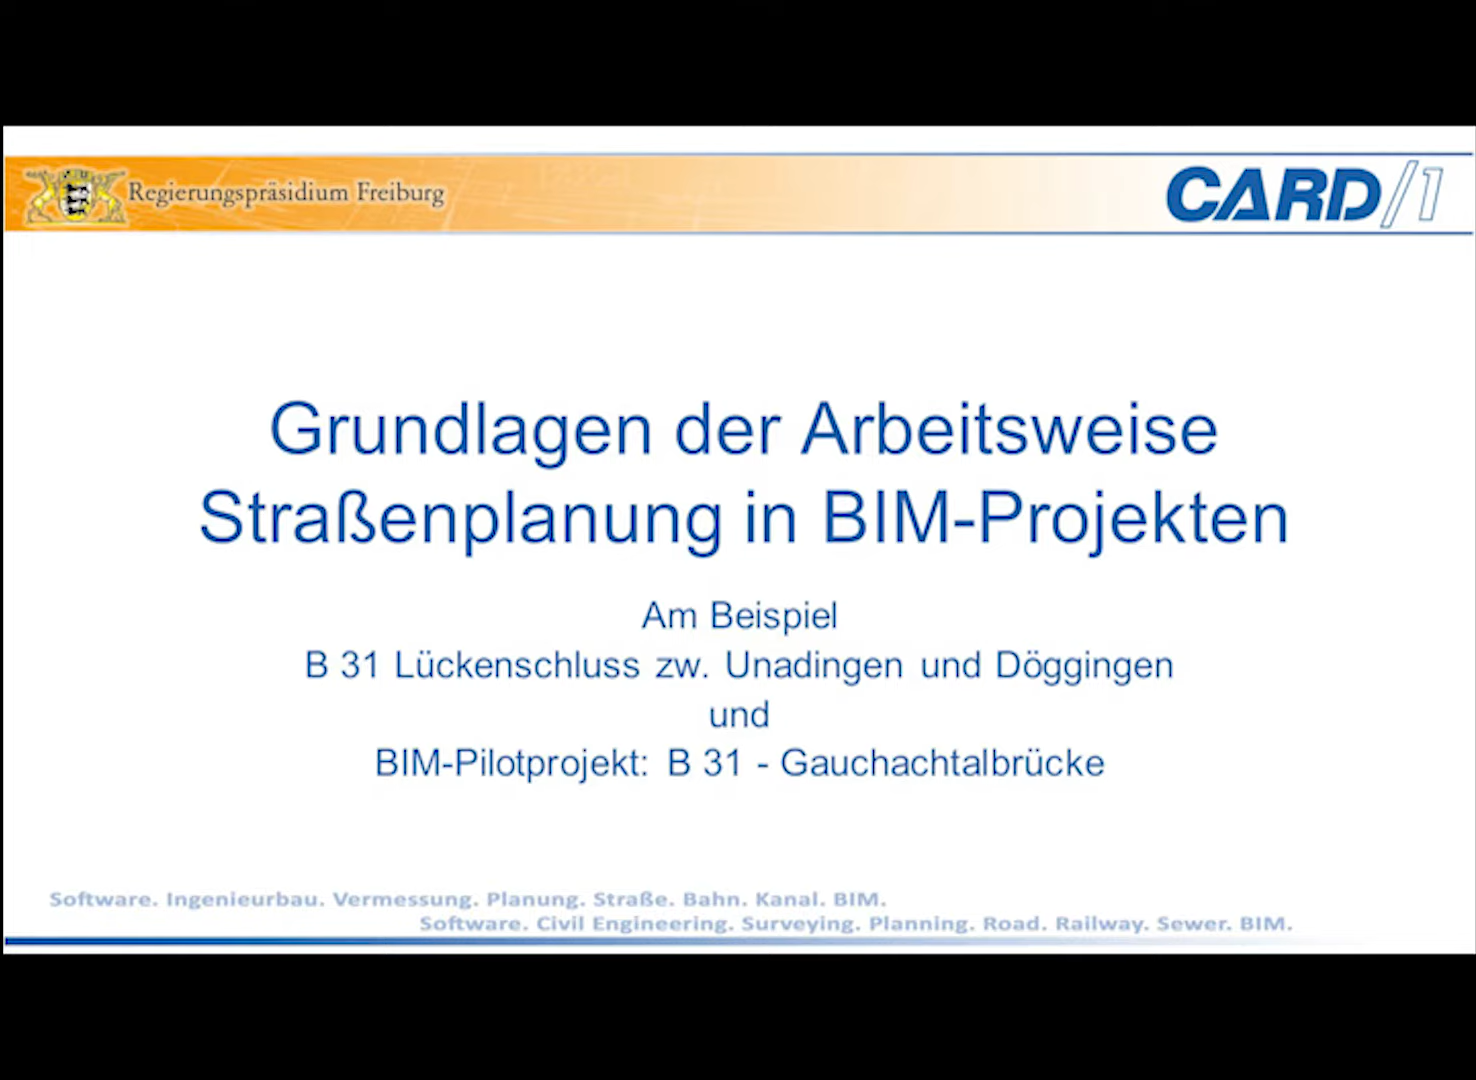 Regierungspräsidium Freiburg
CARD/1
Grundlagen der Arbeitsweise
Straßenplanung in BIM-Projekten
Am Beispiel
B 31 Lückenschluss zw. Unadingen und Döggingen
und
BIM-Pilotprojekt: B 31 - Gauchachtalbrücke
Software. Ingenieurbau. Vermessung. Planung. Straße. Bahn. Kanal. BIM.
Software. Civil Engineering. Surveying. Planning. Road. Railway. Sewer. BIM.